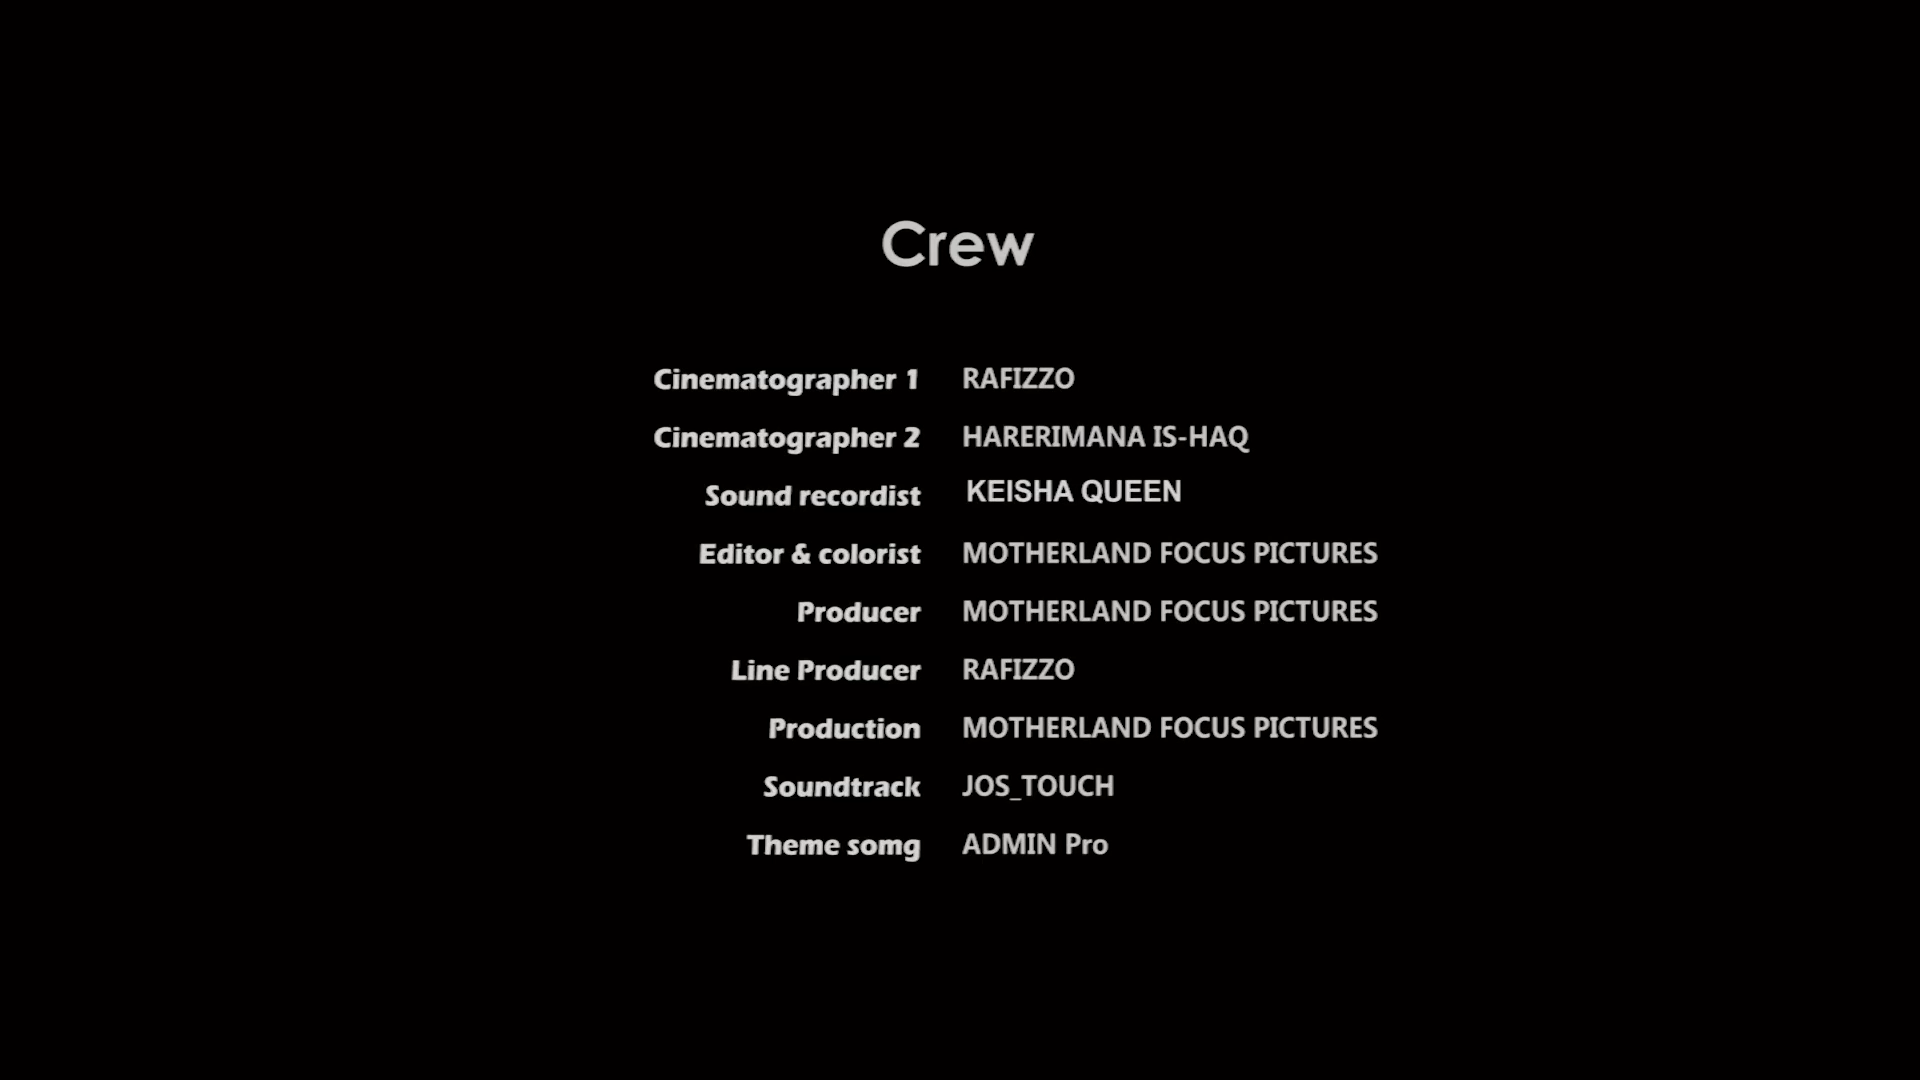 Crew
Cinematographer 1 RAFIZZO
Cinematographer 2 HARERIMANA IS-HAQ
Sound recordist KEISHA QUEEN
Editor & colorist MOTHERLAND FOCUS PICTURES
Producer MOTHERLAND FOCUS PICTURES
Line Producer RAFIZZO
Production MOTHERLAND FOCUS PICTURES
Soundtrack JOS_TOUCH
Theme somg ADMIN Pro